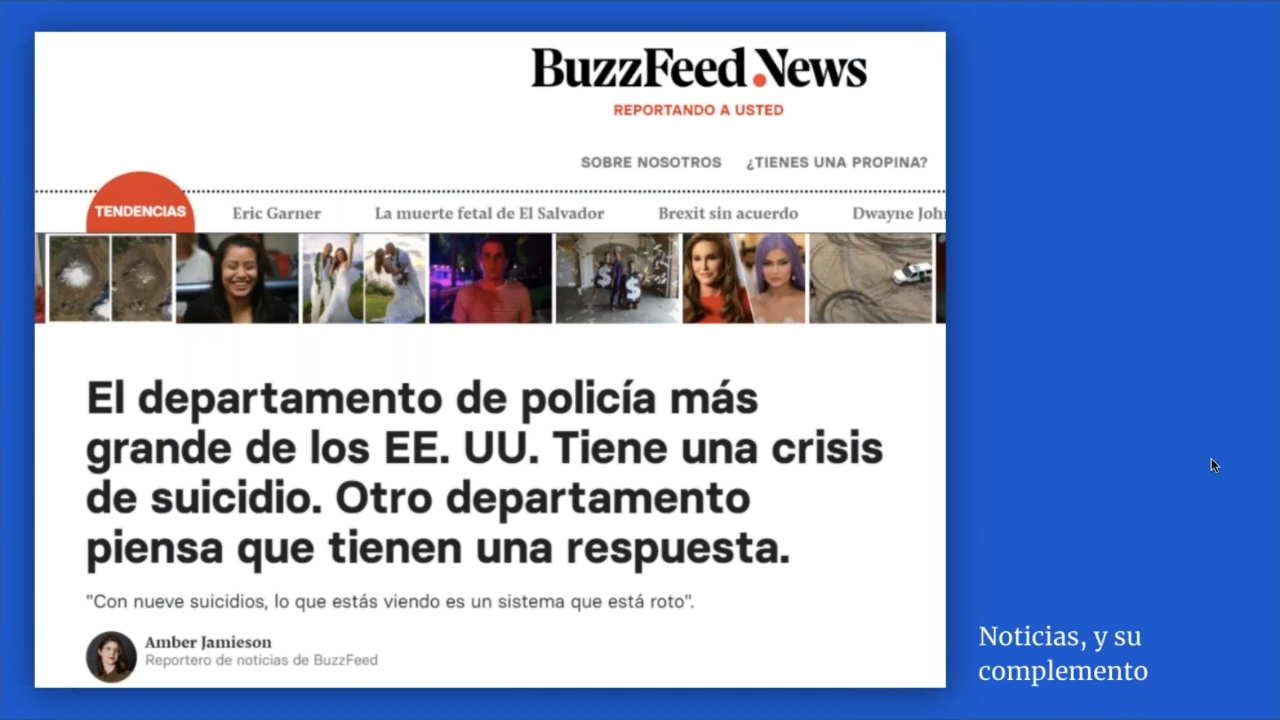 BuzzFeed News
REPORTANDO A USTED
SOBRE NOSOTROS ¿TIENES UNA PROPINA?
TENDENCIAS Eric Garner La muerte fetal de El Salvador Brexit sin acuerdo Dwayne John
El departamento de policía más
grande de los EE. UU. Tiene una crisis
de suicidio. Otro departamento
piensa que tienen una respuesta.
"Con nueve suicidios, lo que estás viendo es un sistema que está roto".
Amber Jamieson
Reportero de noticias de BuzzFeed
Noticias, y su
complemento